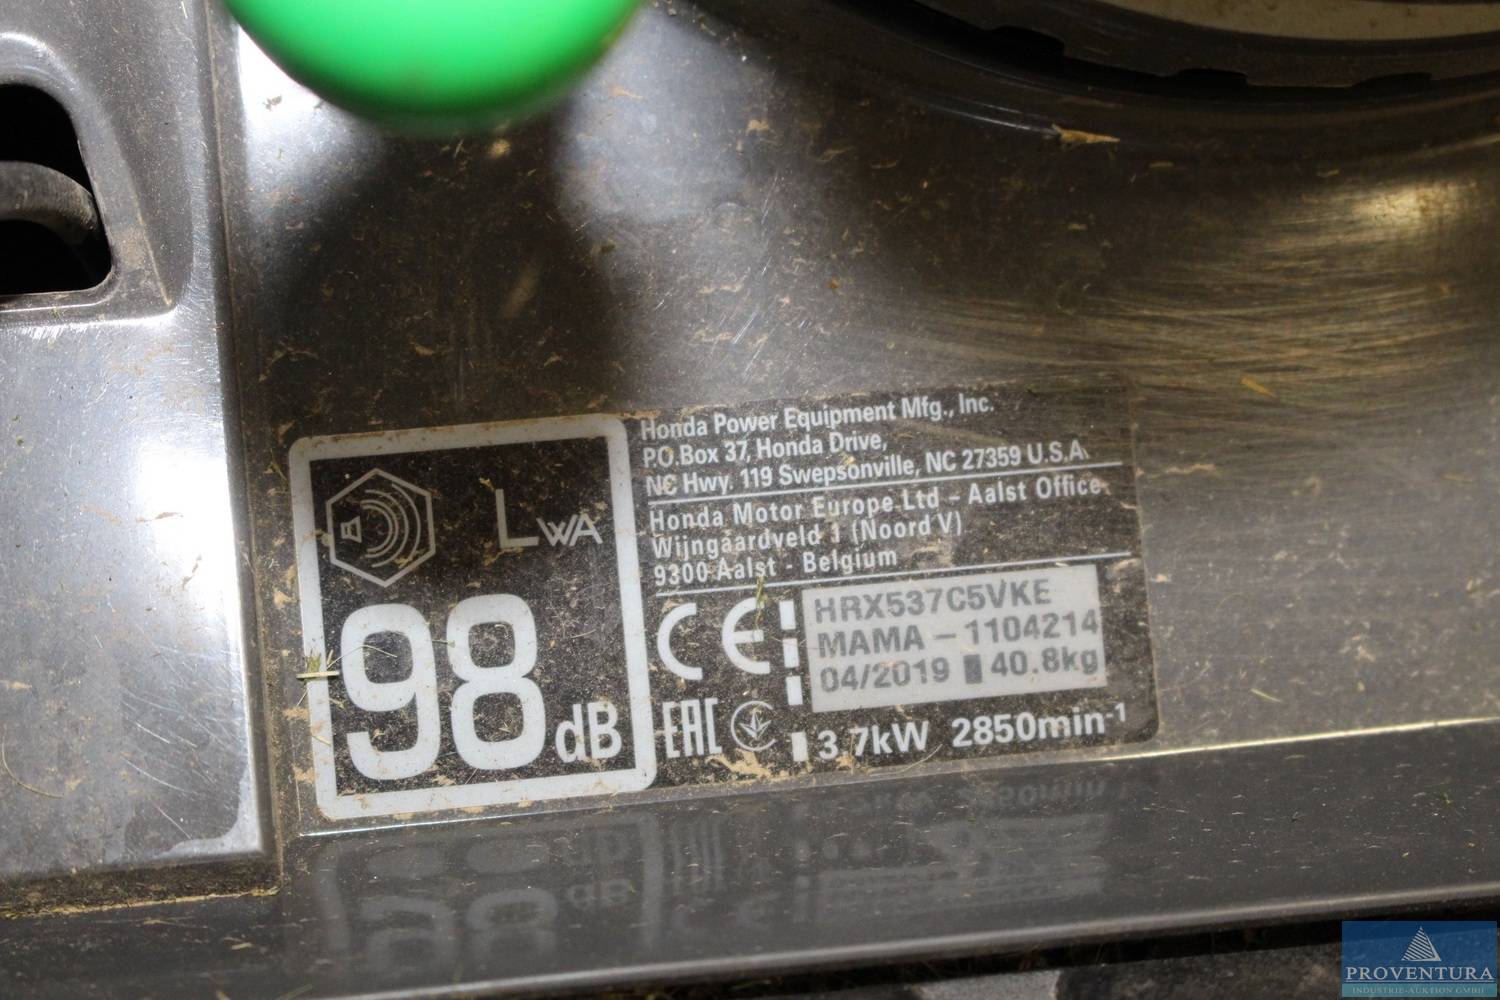 Honda Power Equipment Mfg., Inc.
P.O.Box 37, Honda Drive,
NC Hwy. 119 Swepsonville, NC 27359 U.S.A.
Honda Motor Europe Ltd - Aalst Office
Wijngaardveld 1 (Noord V)
9300 Aalst - Belgium
LWA
98 dB
CE
EAC
HRX537C5VKE
MAMA - 1104214
04/2019 40.8kg
3.7kW 2850min-1
PROVENTURA
INDUSTRIE-AUKTION GMBH